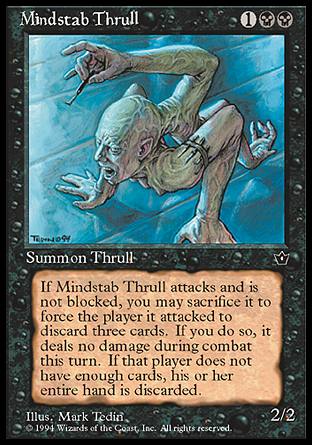 Mindstab Thrull 1
TEDIN ©94
Summon Thrull
If Mindstab Thrull attacks and is
not blocked, you may sacrifice it to
force the player it attacked to
discard three cards. If you do so, it
deals no damage during combat
this turn. If that player does not
have enough cards, his or her
entire hand is discarded.
2/2
Illus. Mark Tedin
© 1994 Wizards of the Coast, Inc. All rights reserved.